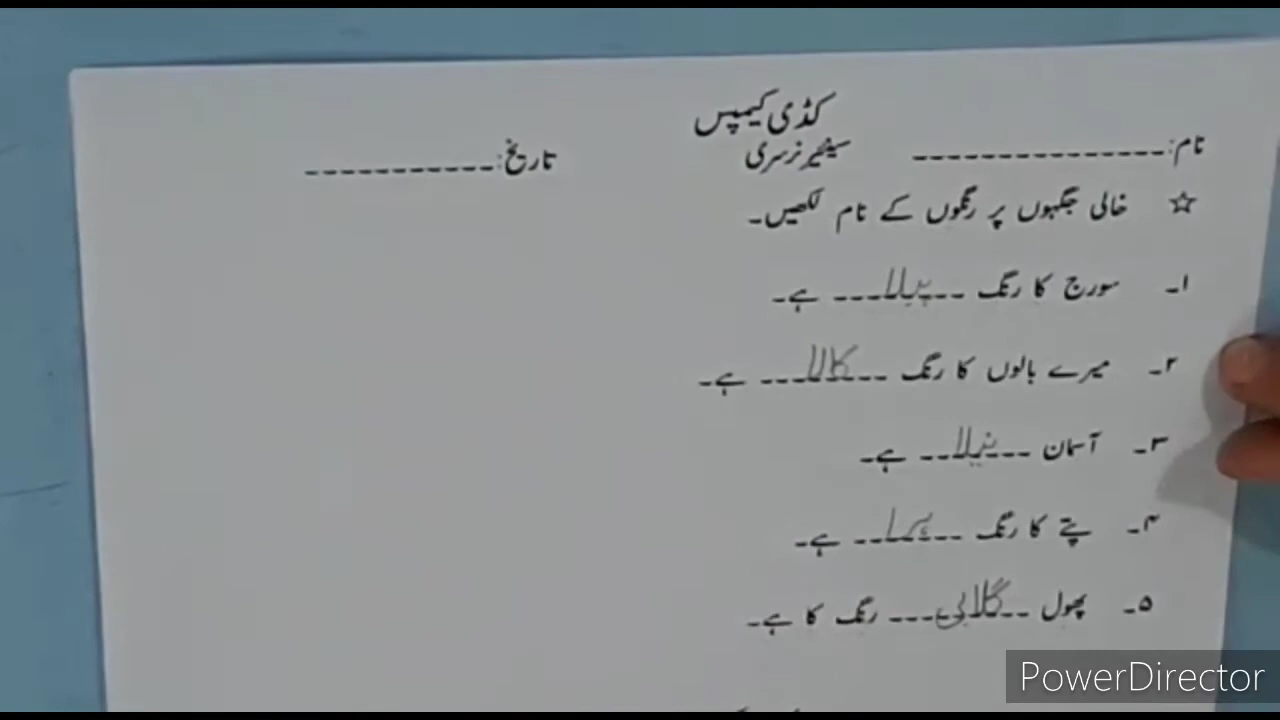 کڈی کیمپس
نام:--------------- سینئیر نرسری تاریخ:-----------
☆ خالی جگہوں پر رنگوں کے نام لکھیں۔
۱۔ سورج کا رنگ --پیلا--- ہے۔
۲۔ میرے بالوں کا رنگ --کالا--- ہے۔
۳۔ آسمان --نیلا-- ہے۔
۴۔ پتے کا رنگ --ہرا-- ہے۔
۵۔ پھول --گلابی--- رنگ کا ہے۔
PowerDirector